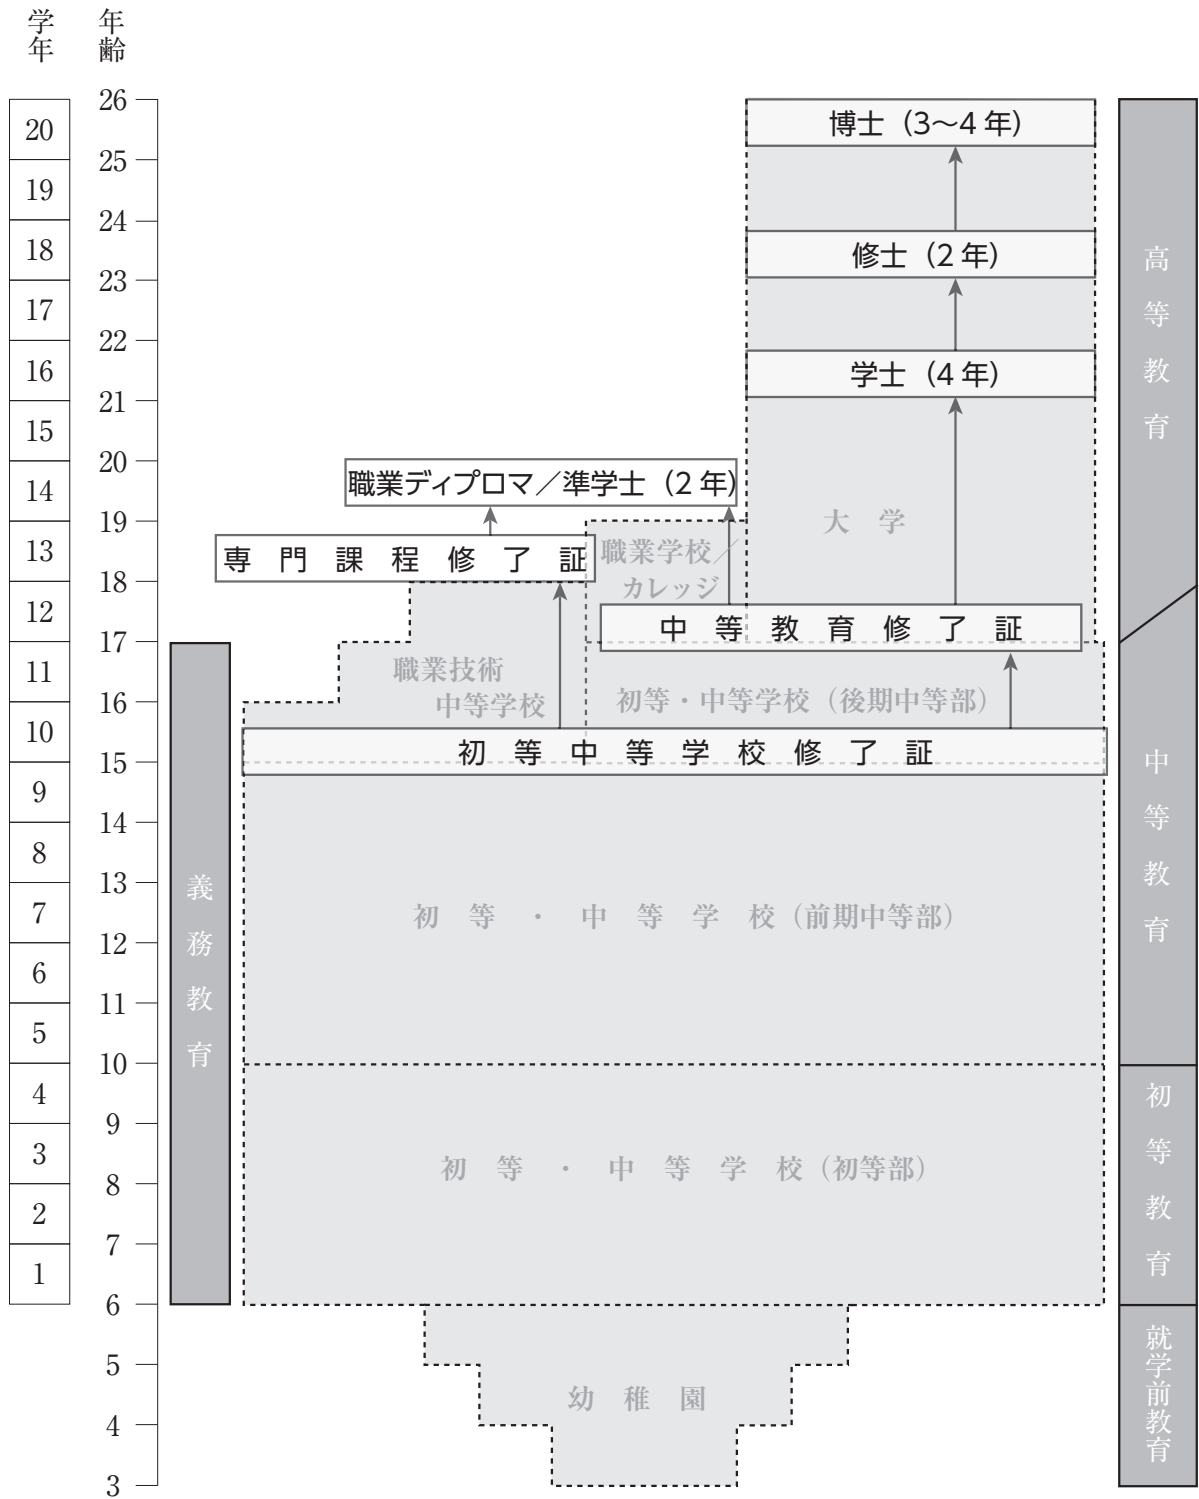 学年
年齢
26
20
25
19
24
18
23
17
22
16
21
15
20
14
19
13
18
12
17
11
16
10
15
9
14
8
13
7
12
6
11
5
10
4
9
3
8
2
7
1
6
5
4
3
義務教育
博士（3〜4 年）
修士（2 年）
学士（4 年）
職業ディプロマ／準学士（2 年）
大 学
専 門 課 程 修 了 証
職業学校／
カレッジ
中 等 教 育 修 了 証
職業技術
中等学校
初等・中等学校（後期中等部）
初 等 中 等 学 校 修 了 証
初 等 ・ 中 等 学 校（前期中等部）
初 等 ・ 中 等 学 校（初等部）
幼 稚 園
高等教育
中等教育
初等教育
就学前教育